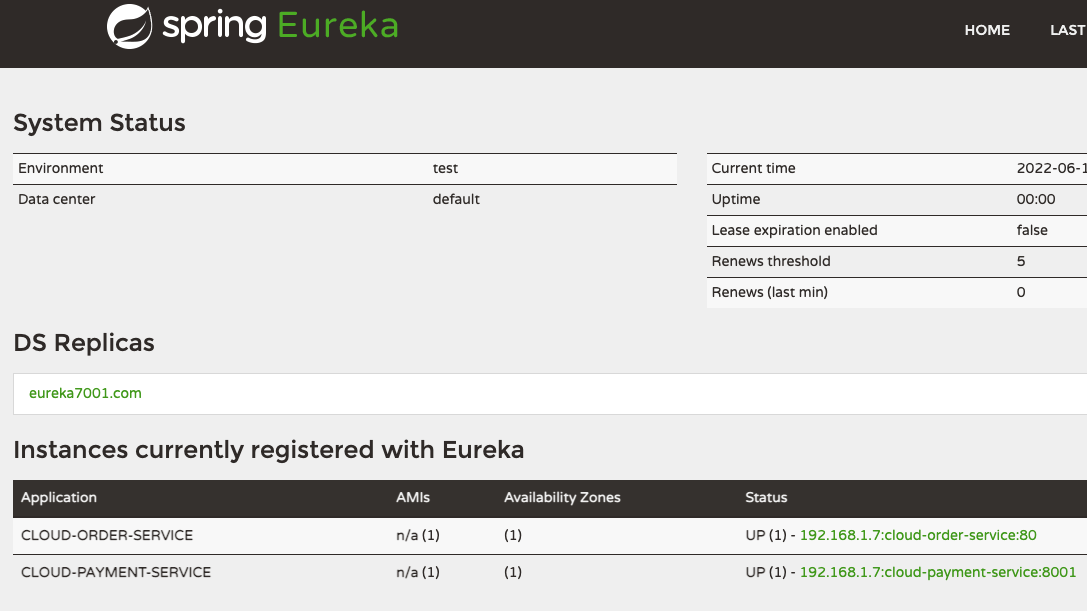 spring Eureka
HOME LAST
System Status
Environment test
Data center default
Current time 2022-06-1
Uptime 00:00
Lease expiration enabled false
Renews threshold 5
Renews (last min) 0
DS Replicas
eureka7001.com
Instances currently registered with Eureka
Application AMIs Availability Zones Status
CLOUD-ORDER-SERVICE n/a (1) (1) UP (1) - 192.168.1.7:cloud-order-service:80
CLOUD-PAYMENT-SERVICE n/a (1) (1) UP (1) - 192.168.1.7:cloud-payment-service:8001